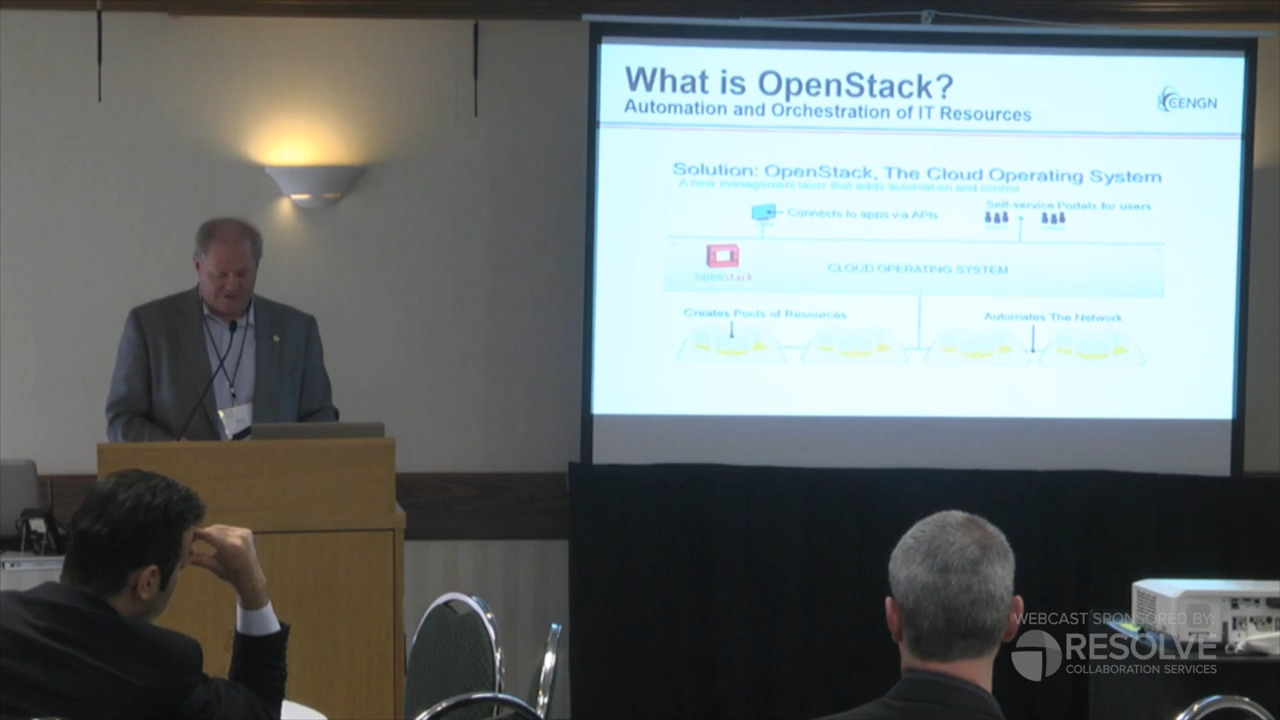 What is OpenStack?
Automation and Orchestration of IT Resources
CENGN
Solution: OpenStack, The Cloud Operating System
A new management layer that adds automation and control
Connects to apps via APIs
Self-service Portals for users
openstack
CLOUD OPERATING SYSTEM
Creates Pools of Resources
Automates The Network
WEBCAST SPONSORED BY:
RESOLVE
COLLABORATION SERVICES